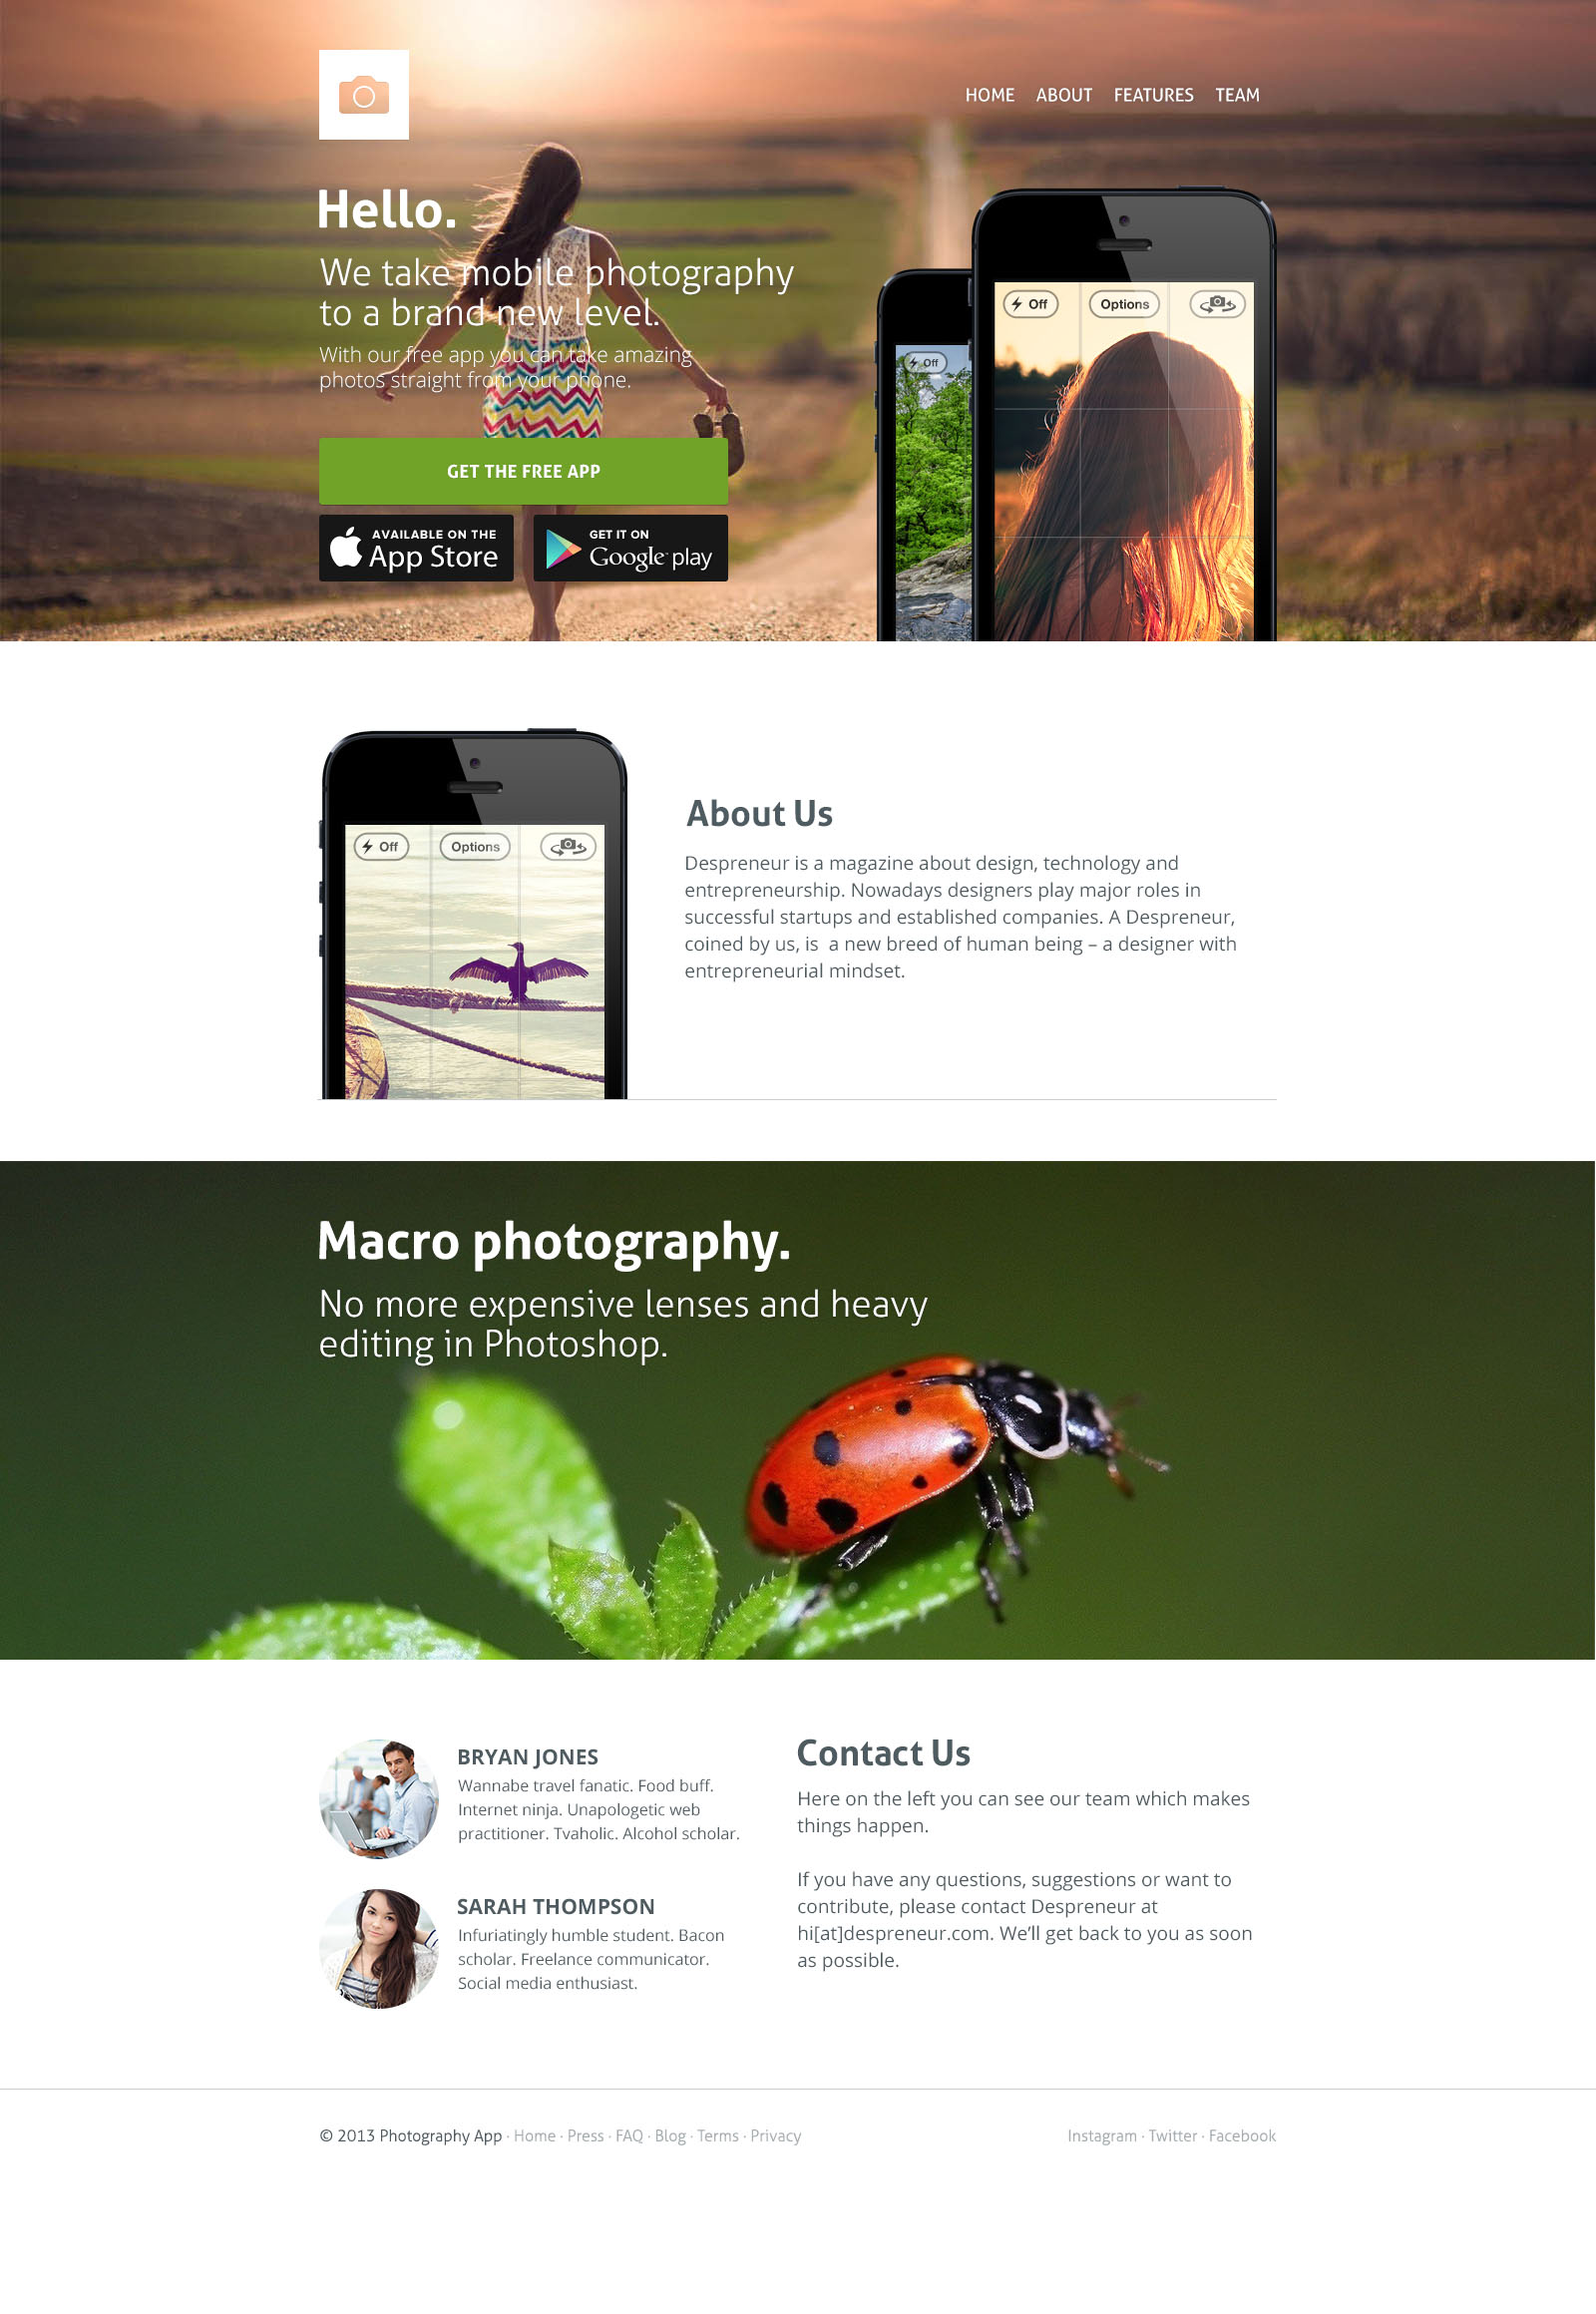 HOME ABOUT FEATURES TEAM
Hello.
We take mobile photography
to a brand new level.
With our free app you can take amazing
photos straight from your phone.
GET THE FREE APP
AVAILABLE ON THE
App Store
GET IT ON
Google play
Off
Off Options
Off Options
About Us
Despreneur is a magazine about design, technology and
entrepreneurship. Nowadays designers play major roles in
successful startups and established companies. A Despreneur,
coined by us, is  a new breed of human being – a designer with
entrepreneurial mindset.
Macro photography.
No more expensive lenses and heavy
editing in Photoshop.
BRYAN JONES
Wannabe travel fanatic. Food buff.
Internet ninja. Unapologetic web
practitioner. Tvaholic. Alcohol scholar.
SARAH THOMPSON
Infuriatingly humble student. Bacon
scholar. Freelance communicator.
Social media enthusiast.
Contact Us
Here on the left you can see our team which makes
things happen.
If you have any questions, suggestions or want to
contribute, please contact Despreneur at
hi[at]despreneur.com. We’ll get back to you as soon
as possible.
© 2013 Photography App · Home · Press · FAQ · Blog · Terms · Privacy
Instagram · Twitter · Facebook